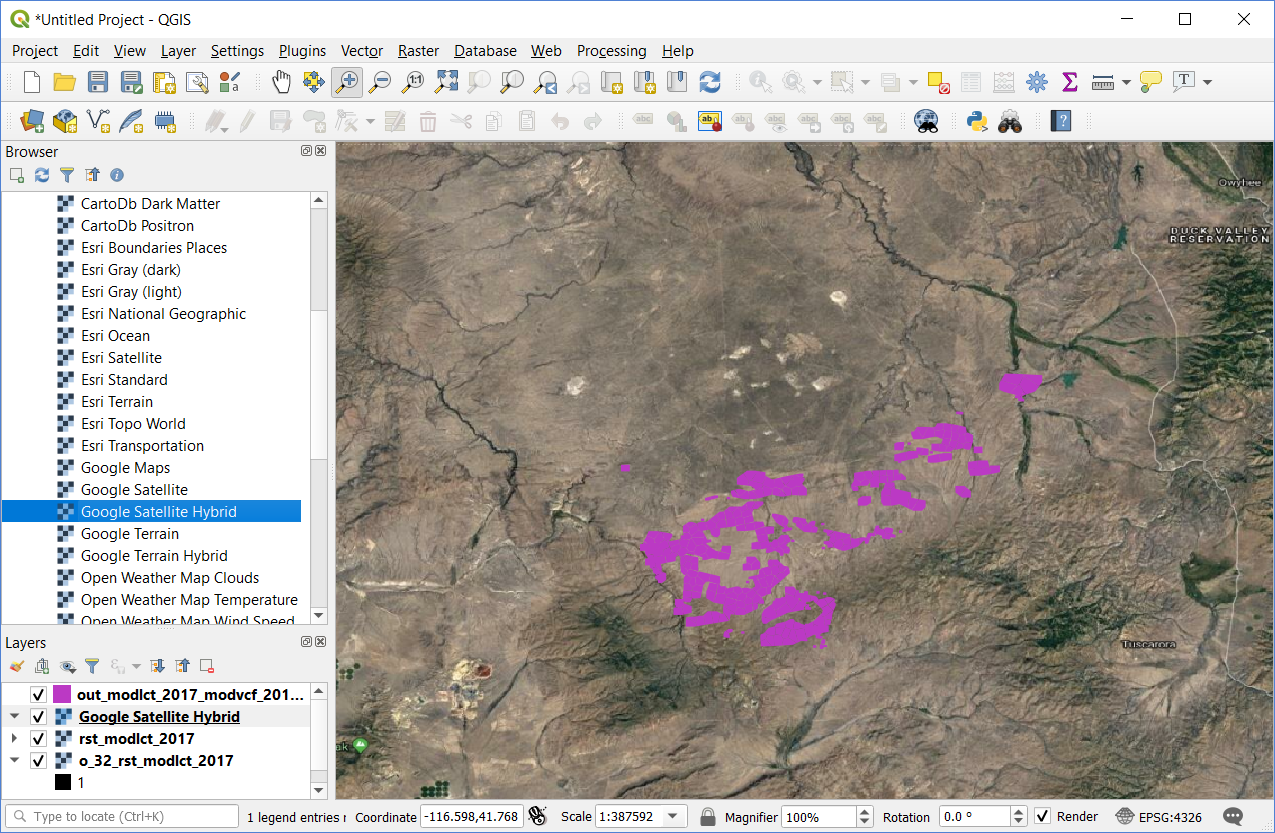 *Untitled Project - QGIS
Project Edit View Layer Settings Plugins Vector Raster Database Web Processing Help
Browser
CartoDb Dark Matter
CartoDb Positron
Esri Boundaries Places
Esri Gray (dark)
Esri Gray (light)
Esri National Geographic
Esri Ocean
Esri Satellite
Esri Standard
Esri Terrain
Esri Topo World
Esri Transportation
Google Maps
Google Satellite
Google Satellite Hybrid
Google Terrain
Google Terrain Hybrid
Open Weather Map Clouds
Open Weather Map Temperature
Open Weather Map Wind Speed
Layers
out_modlct_2017_modvcf_201...
Google Satellite Hybrid
rst_modlct_2017
o_32_rst_modlct_2017
1
Owyhee
DUCK VALLEY
RESERVATION
Tuscarora
ak
Type to locate (Ctrl+K)
1 legend entries r
Coordinate -116.598,41.768
Scale 1:387592
Magnifier 100%
Rotation 0.0 °
Render
EPSG:4326